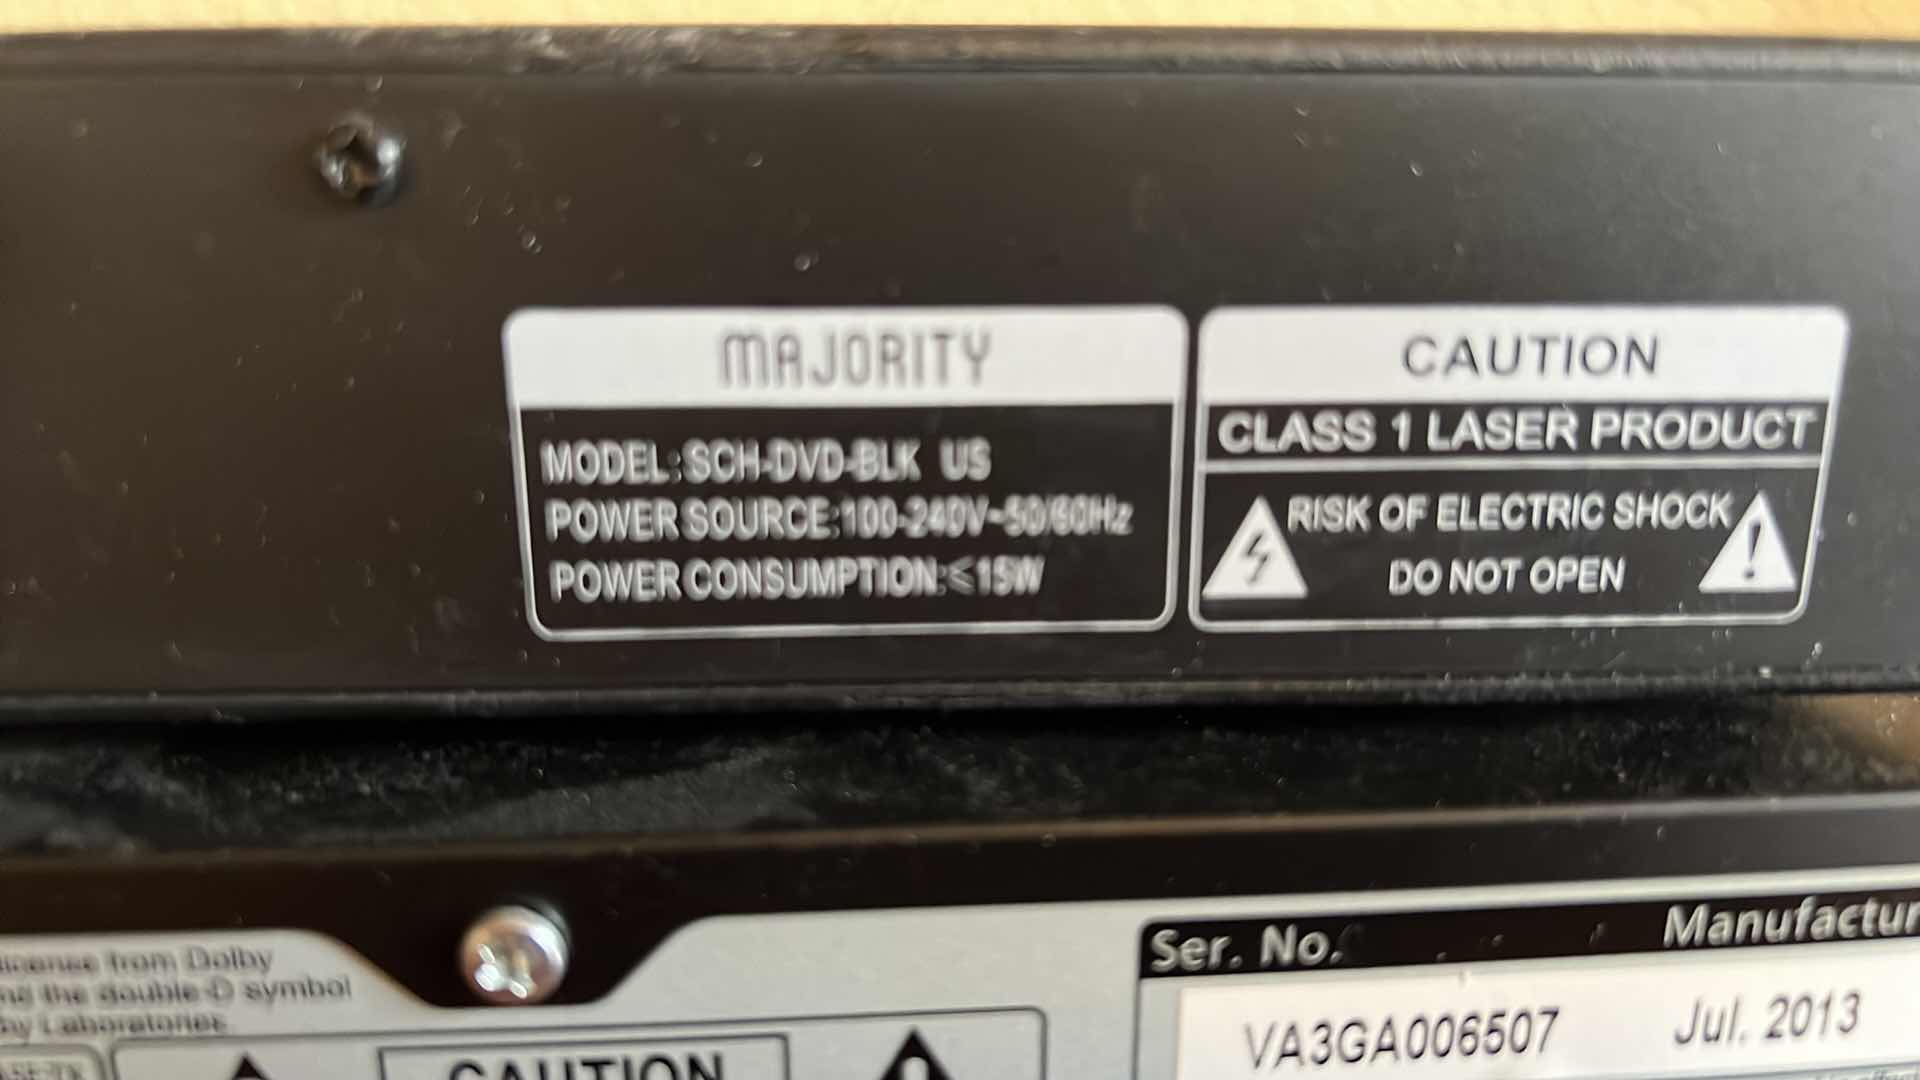 MAJORITY
MODEL:SCH-DVD-BLK US
POWER SOURCE:100-240V~50/60Hz
POWER CONSUMPTION:≤15W
CAUTION
CLASS 1 LASER PRODUCT
RISK OF ELECTRIC SHOCK
DO NOT OPEN
license from Dolby
nd the double-D symbol
by Laboratories
CAUTION
Ser. No.
Manufactur
VA3GA006507
Jul. 2013